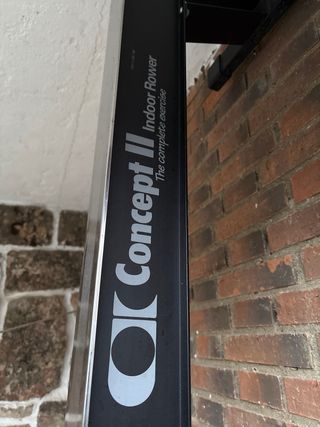 Concept II Indoor Rower
The complete exercise